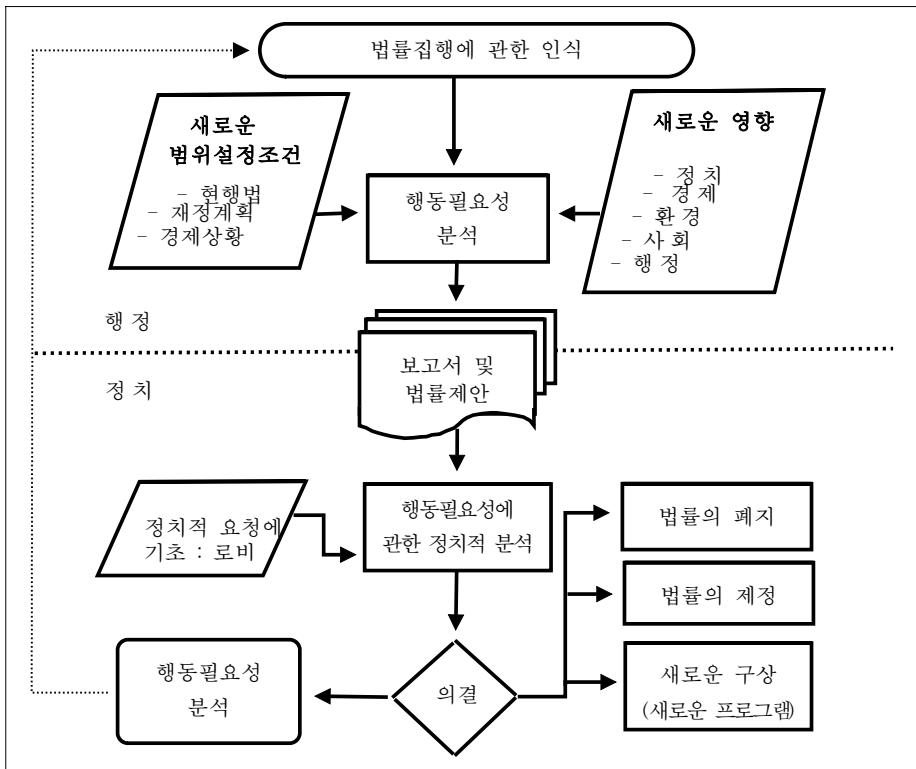 법률집행에 관한 인식
새로운
범위설정조건
- 현행법
- 재정계획
- 경제상황
행동필요성
분석
새로운 영향
- 정 치
- 경 제
- 환 경
- 사 회
- 행 정
행 정
정 치
보고서 및
법률제안
정치적 요청에
기초 : 로비
행동필요성에
관한 정치적 분석
법률의 폐지
법률의 제정
새로운 구상
(새로운 프로그램)
의결
행동필요성
분석